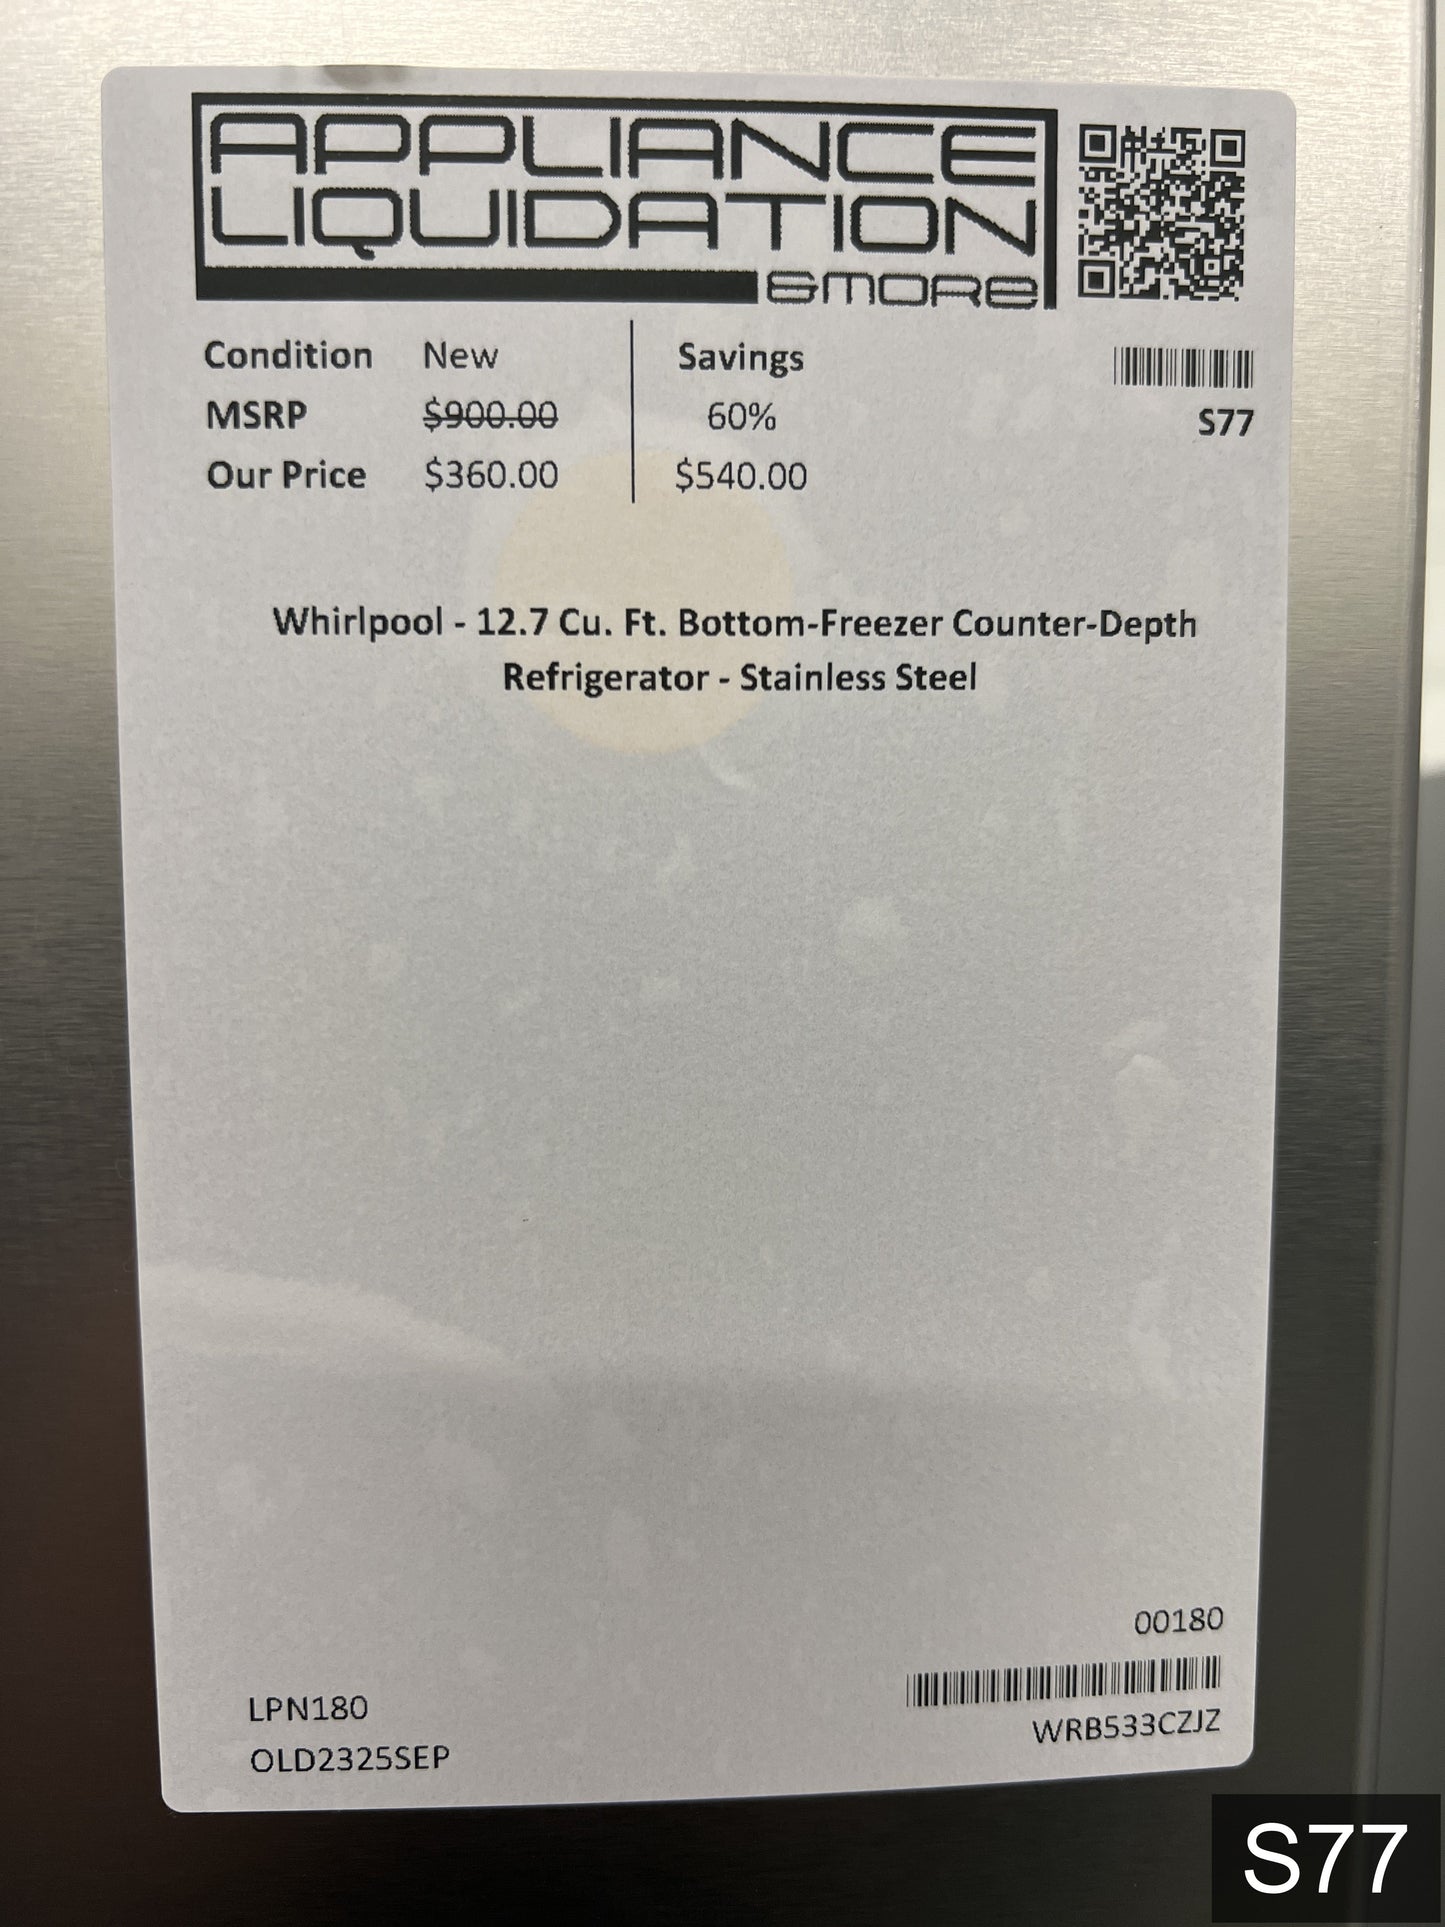 APPLIANCE
LIQUIDATION
&MORE
Condition New
MSRP $900.00
Our Price $360.00
Savings
60%
$540.00
S77
Whirlpool - 12.7 Cu. Ft. Bottom-Freezer Counter-Depth
Refrigerator - Stainless Steel
00180
LPN180
OLD2325SEP
WRB533CZJZ
S77